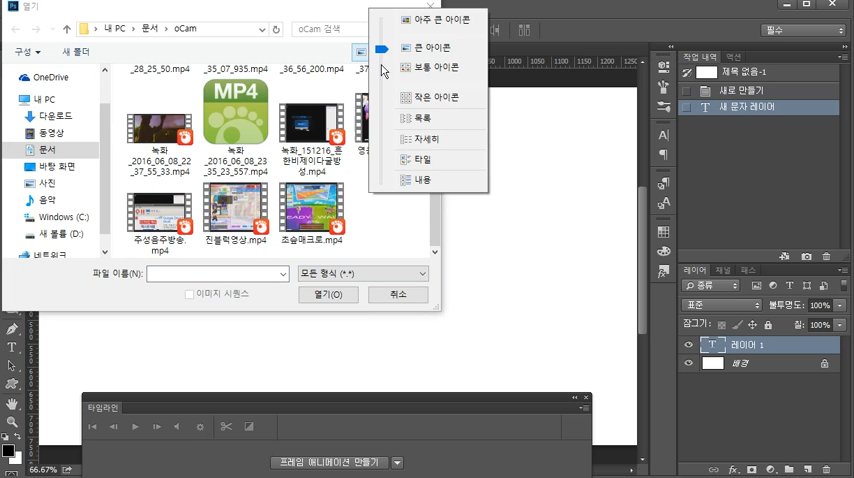 Ps 열기
내 PC > 문서 > oCam
oCam 검색
구성
새 폴더
OneDrive
내 PC
다운로드
동영상
문서
바탕 화면
사진
음악
Windows (C:)
새 볼륨 (D:)
네트워크
_28_25_50.mp4
_35_07_935.mp4
_36_56_200.mp4
MP4
녹화
_2016_06_08_22
_37_55_33.mp4
녹화
_2016_06_08_23
_35_23_557.mp4
녹화_151216_흔
한비제이다굴방
성.mp4
주성음주방송.
mp4
진블럭영상.mp4
초슬매크로.mp4
파일 이름(N):
모든 형식 (*.*)
이미지 시퀀스
열기(O)
취소
아주 큰 아이콘
큰 아이콘
보통 아이콘
작은 아이콘
목록
자세히
타일
내용
필수
1000
1050
1100
1150
1200
1250
작업 내역
액션
제목 없음-1
새로 만들기
새 문자 레이어
레이어
채널
패스
종류
표준
불투명도: 100%
잠그기:
칠: 100%
레이어 1
배경
타임라인
프레임 애니메이션 만들기
66.67%